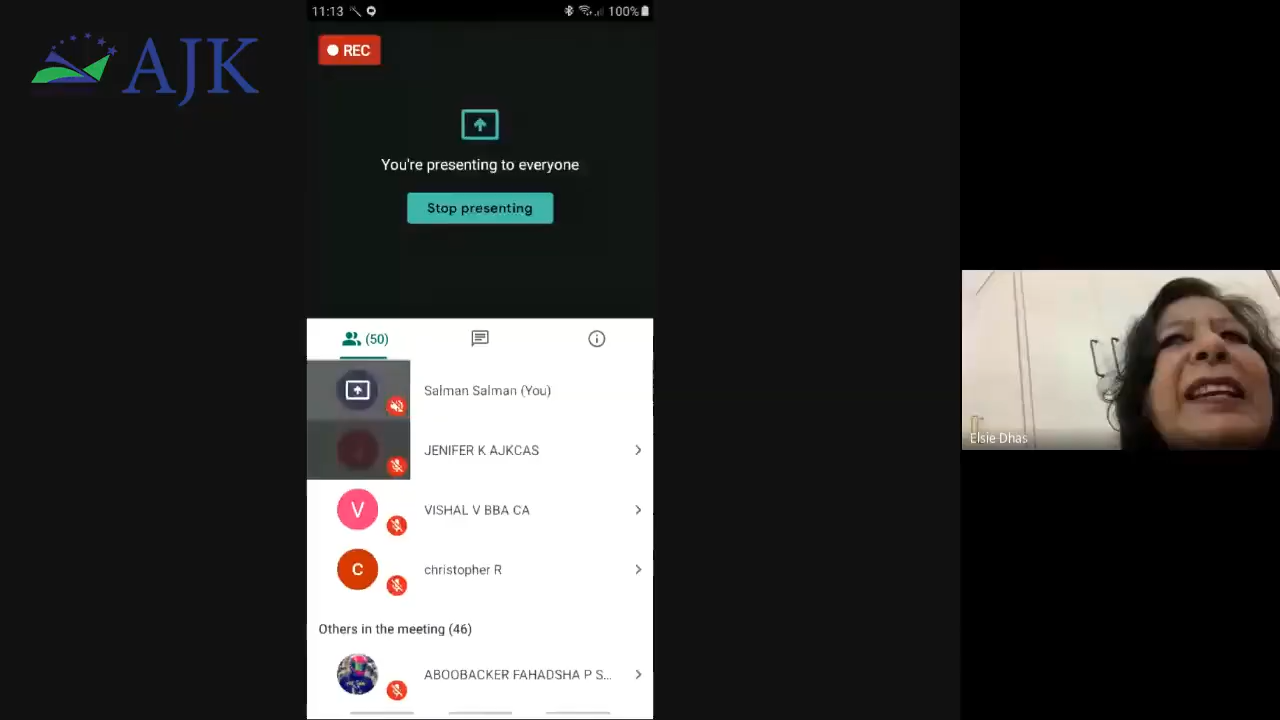 AJK
11:13
100%
REC
You're presenting to everyone
Stop presenting
(50)
Salman Salman (You)
JENIFER K AJKCAS
V
VISHAL V BBA CA
C
christopher R
Others in the meeting (46)
ABOOBACKER FAHADSHA P S...
Elsie Dhas